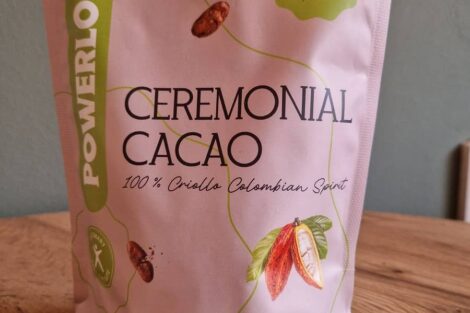 POWERLO
CEREMONIAL
CACAO
100 % Criollo Colombian Spirit